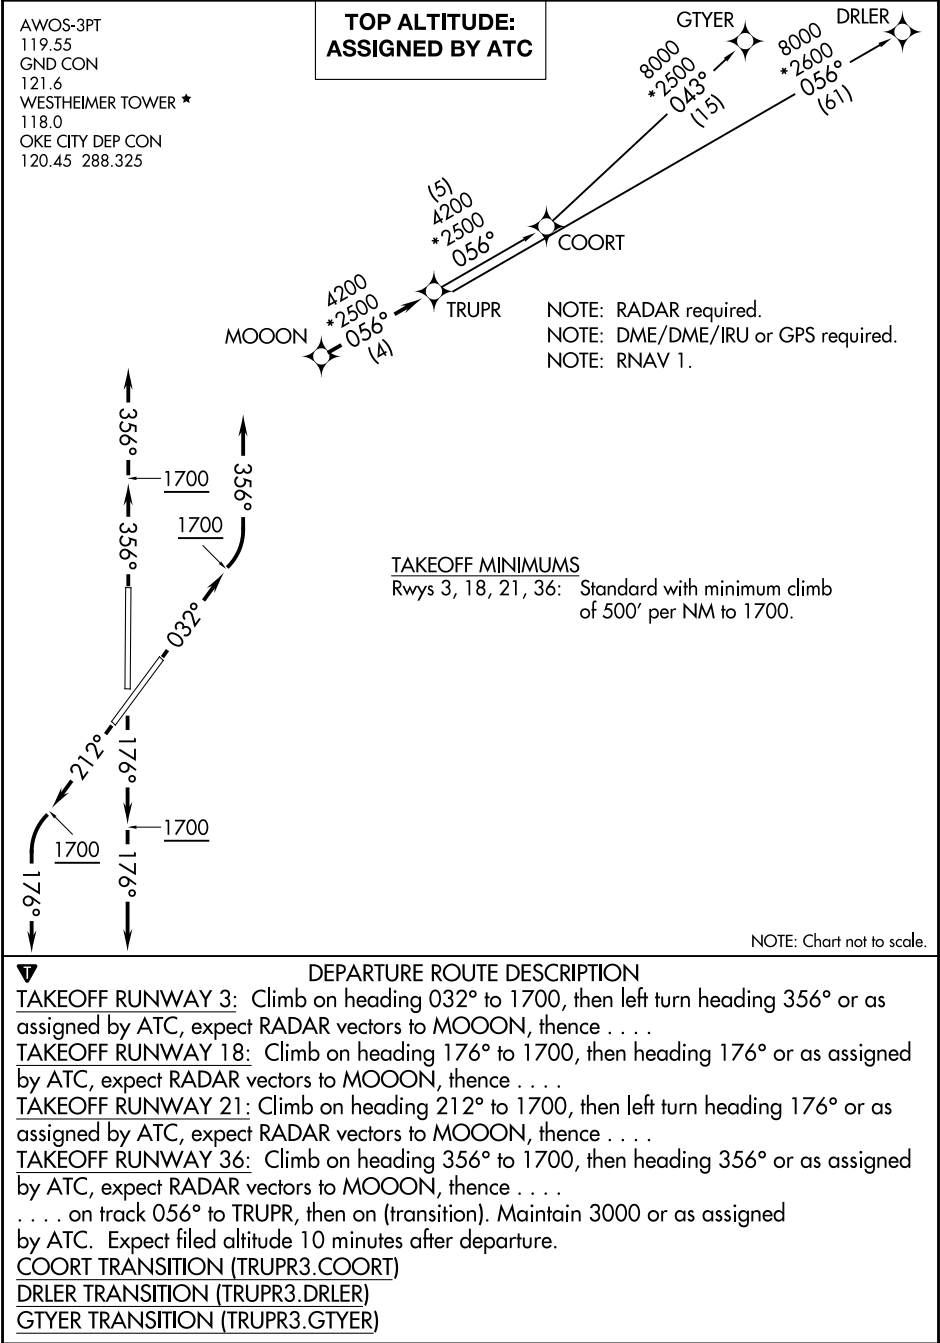 AWOS-3PT
119.55
GND CON
121.6
WESTHEIMER TOWER ★
118.0
OKE CITY DEP CON
120.45 288.325
TOP ALTITUDE:
ASSIGNED BY ATC
GTYER
DRLER
8000
*2500
043°
(15)
8000
*2600
056°
(61)
(5)
4200
*2500
056°
COORT
4200
*2500
056°
(4)
TRUPR
MOOON
NOTE: RADAR required.
NOTE: DME/DME/IRU or GPS required.
NOTE: RNAV 1.
356°
1700
356°
356°
1700
032°
TAKEOFF MINIMUMS
Rwys 3, 18, 21, 36: Standard with minimum climb
of 500' per NM to 1700.
212°
176°
1700
1700
176°
176°
NOTE: Chart not to scale.
T
DEPARTURE ROUTE DESCRIPTION
TAKEOFF RUNWAY 3: Climb on heading 032° to 1700, then left turn heading 356° or as
assigned by ATC, expect RADAR vectors to MOOON, thence . . . .
TAKEOFF RUNWAY 18: Climb on heading 176° to 1700, then heading 176° or as assigned
by ATC, expect RADAR vectors to MOOON, thence . . . .
TAKEOFF RUNWAY 21: Climb on heading 212° to 1700, then left turn heading 176° or as
assigned by ATC, expect RADAR vectors to MOOON, thence . . . .
TAKEOFF RUNWAY 36: Climb on heading 356° to 1700, then heading 356° or as assigned
by ATC, expect RADAR vectors to MOOON, thence . . . .
. . . . on track 056° to TRUPR, then on (transition). Maintain 3000 or as assigned
by ATC. Expect filed altitude 10 minutes after departure.
COORT TRANSITION (TRUPR3.COORT)
DRLER TRANSITION (TRUPR3.DRLER)
GTYER TRANSITION (TRUPR3.GTYER)